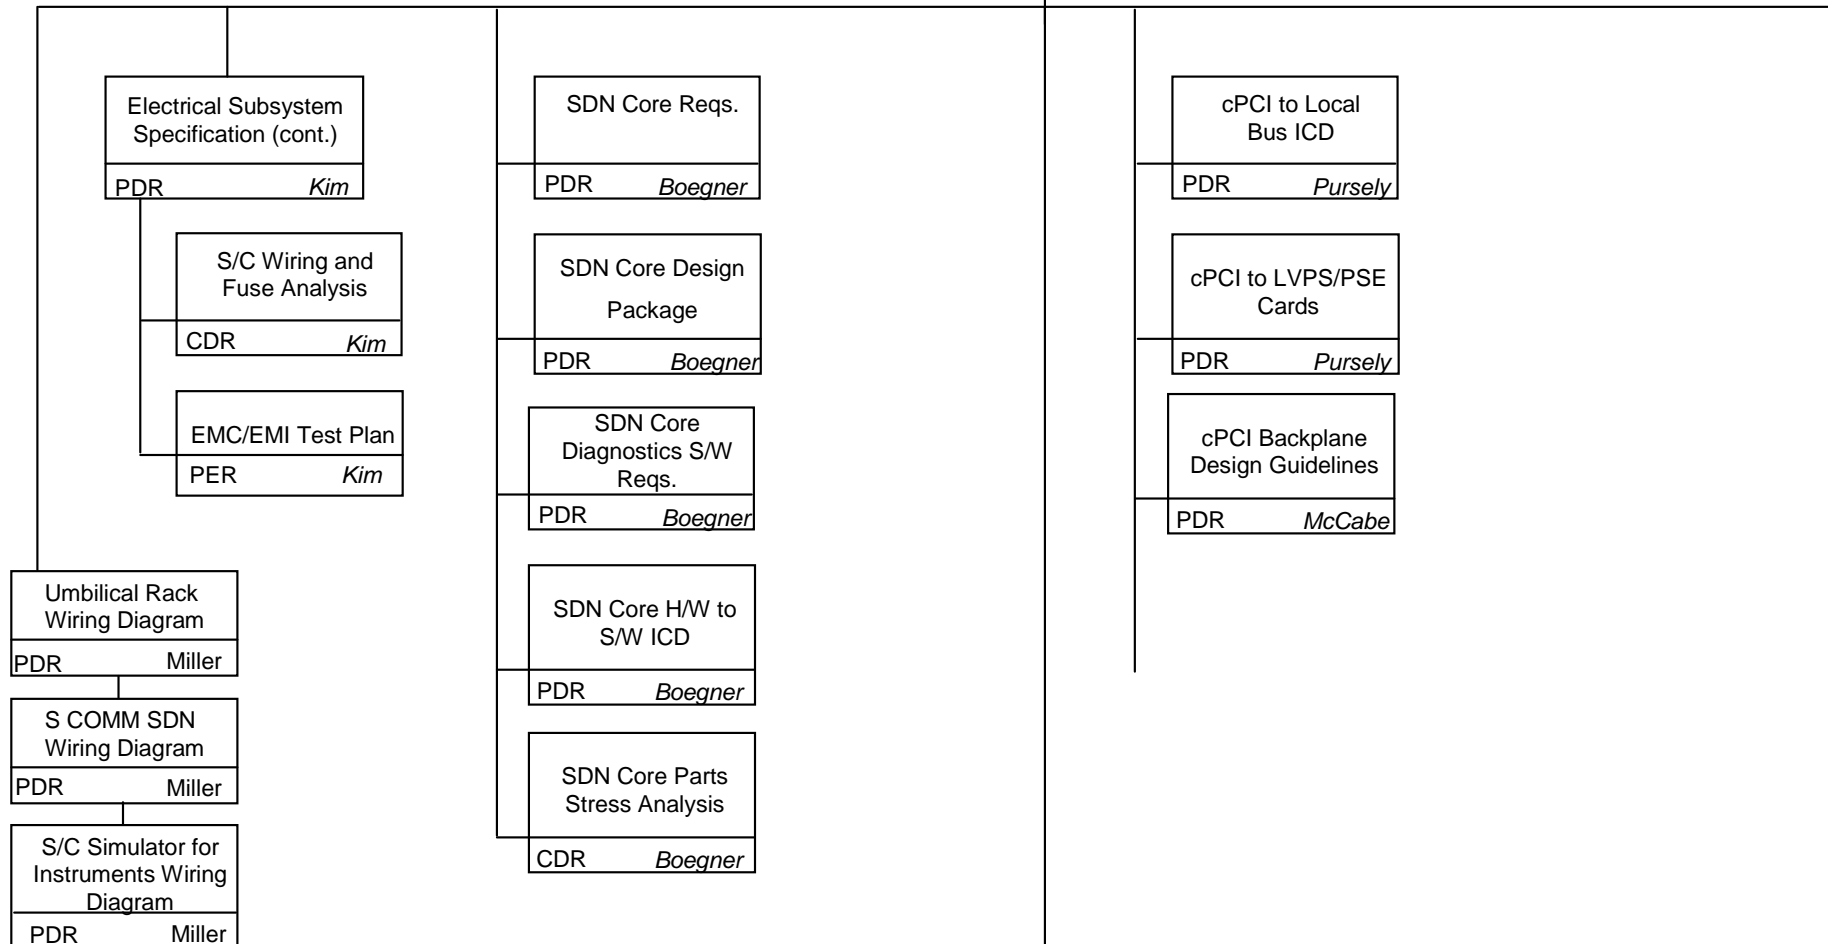 Electrical Subsystem
Specification (cont.)
PDR Kim
S/C Wiring and
Fuse Analysis
CDR Kim
EMC/EMI Test Plan
PER Kim
Umbilical Rack
Wiring Diagram
PDR Miller
S COMM SDN
Wiring Diagram
PDR Miller
S/C Simulator for
Instruments Wiring
Diagram
PDR Miller
SDN Core Reqs.
PDR Boegner
SDN Core Design
Package
PDR Boegner
SDN Core
Diagnostics S/W
Reqs.
PDR Boegner
SDN Core H/W to
S/W ICD
PDR Boegner
SDN Core Parts
Stress Analysis
CDR Boegner
cPCI to Local
Bus ICD
PDR Pursely
cPCI to LVPS/PSE
Cards
PDR Pursely
cPCI Backplane
Design Guidelines
PDR McCabe